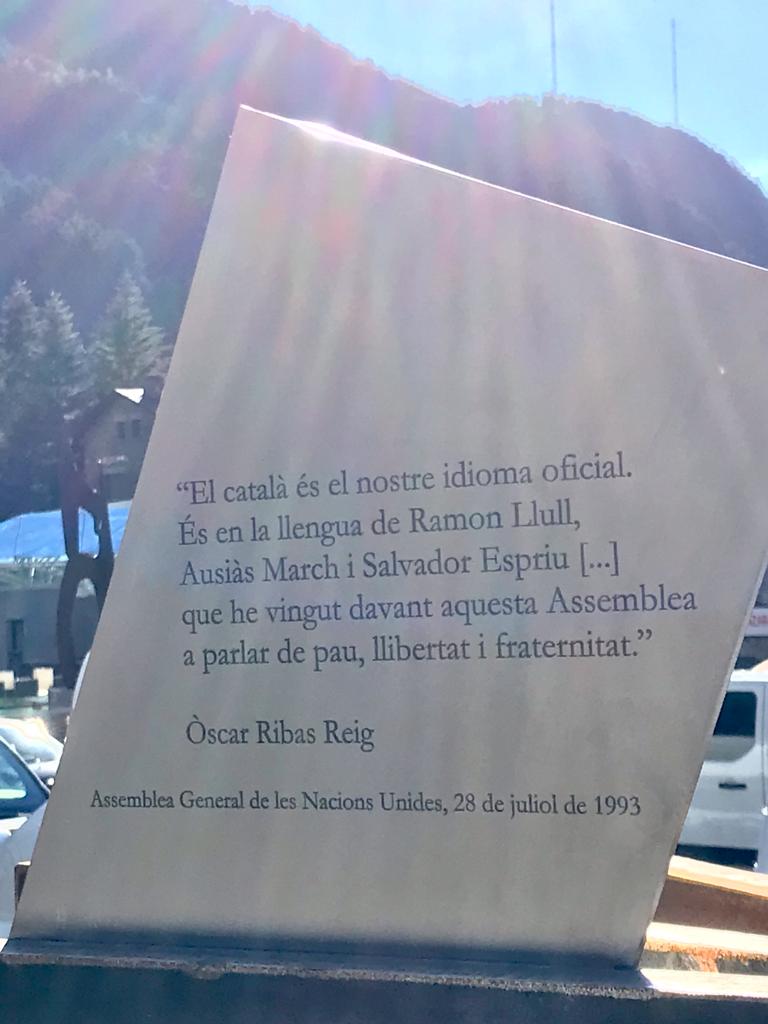 “El català és el nostre idioma oficial.
És en la llengua de Ramon Llull,
Ausiàs March i Salvador Espriu [...]
que he vingut davant aquesta Assemblea
a parlar de pau, llibertat i fraternitat.”
Òscar Ribas Reig
Assemblea General de les Nacions Unides, 28 de juliol de 1993